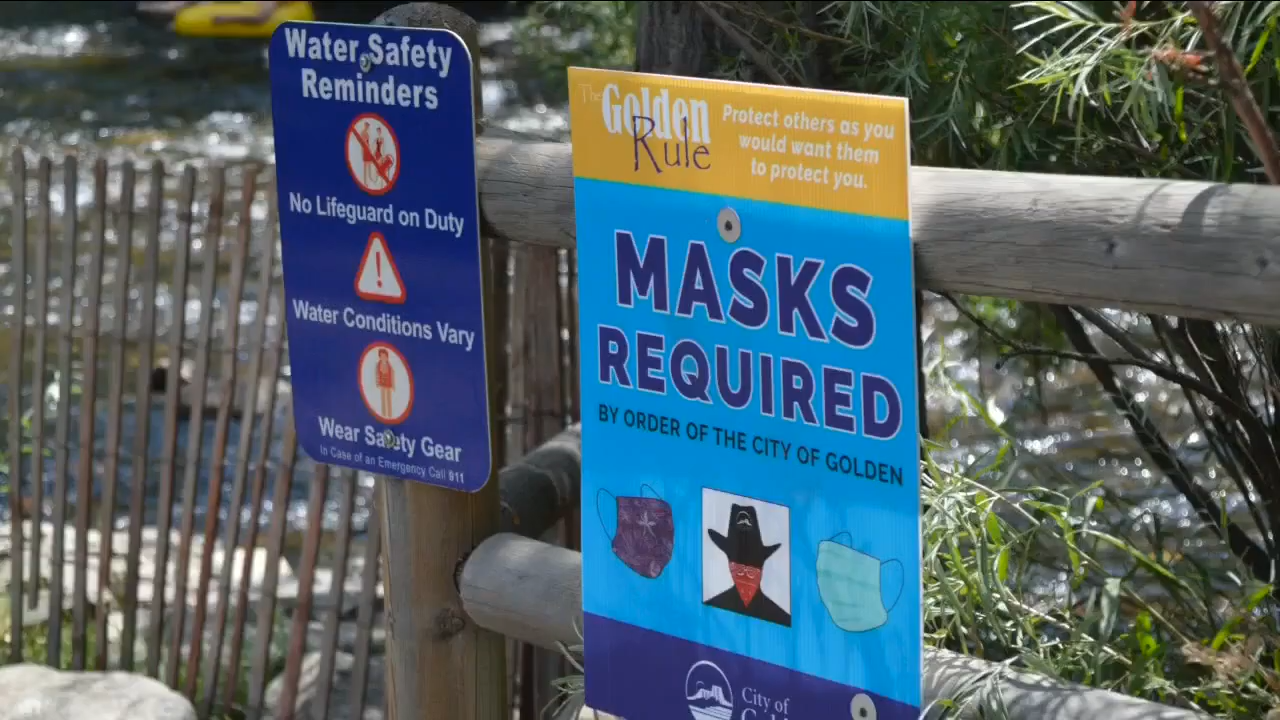 Water Safety
Reminders
No Lifeguard on Duty
Water Conditions Vary
Wear Safety Gear
In Case of an Emergency Call 911
The Golden
Rule
Protect others as you
would want them
to protect you.
MASKS
REQUIRED
BY ORDER OF THE CITY OF GOLDEN
City of